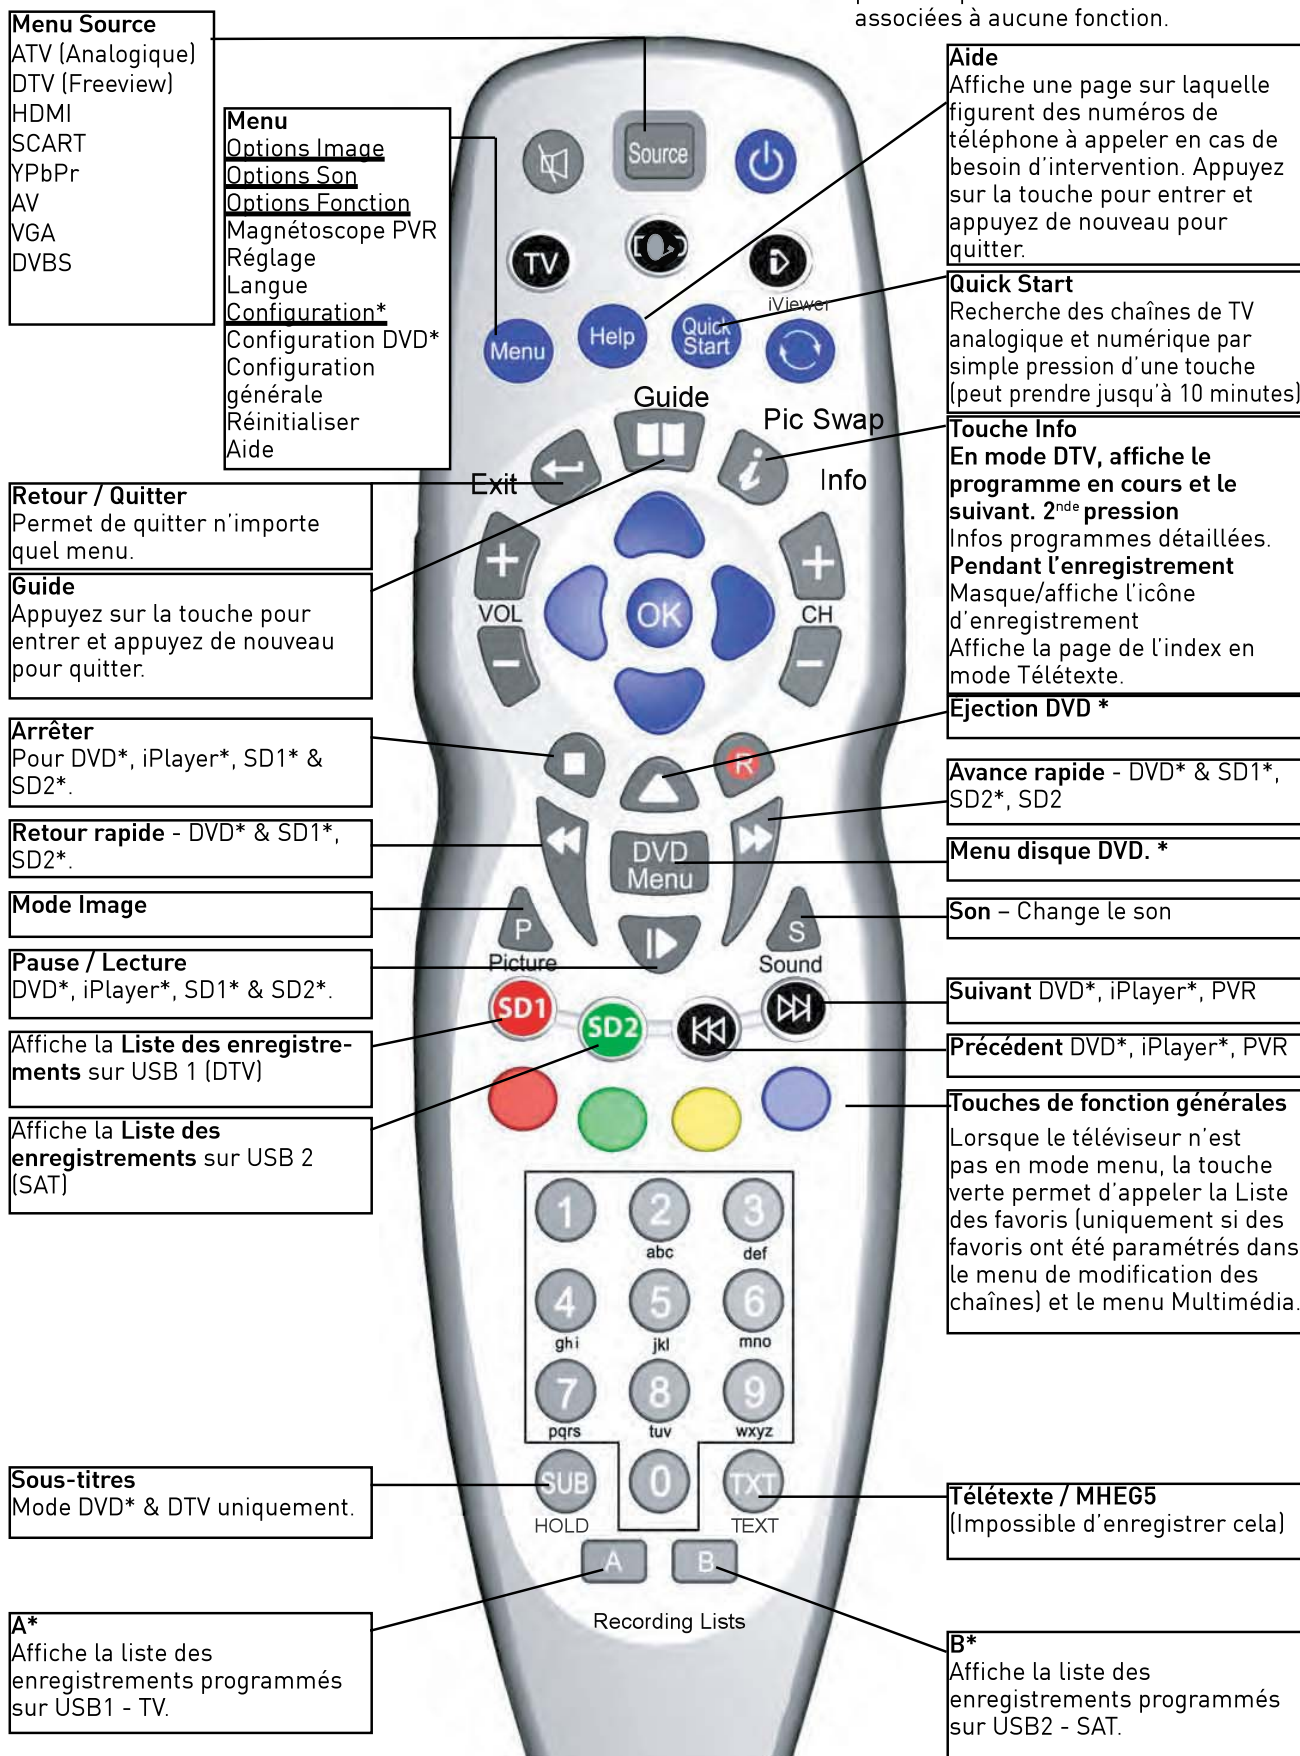 associées à aucune fonction.
Menu Source
ATV (Analogique)
DTV (Freeview)
HDMI
SCART
YPbPr
AV
VGA
DVBS
Menu
Options Image
Options Son
Options Fonction
Magnétoscope PVR
Réglage
Langue
Configuration*
Configuration DVD*
Configuration
générale
Réinitialiser
Aide
Retour / Quitter
Permet de quitter n'importe
quel menu.
Guide
Appuyez sur la touche pour
entrer et appuyez de nouveau
pour quitter.
Arrêter
Pour DVD*, iPlayer*, SD1* &
SD2*.
Retour rapide - DVD* & SD1*,
SD2*.
Mode Image
Pause / Lecture
DVD*, iPlayer*, SD1* & SD2*.
Affiche la Liste des enregistre-
ments sur USB 1 (DTV)
Affiche la Liste des
enregistrements sur USB 2
(SAT)
Sous-titres
Mode DVD* & DTV uniquement.
A*
Affiche la liste des
enregistrements programmés
sur USB1 - TV.
Source
TV
iViewer
Menu
Help
Quick
Start
Guide
Pic Swap
Exit
i
Info
+
+
VOL
OK
CH
−
−
R
DVD
Menu
P
S
Picture
Sound
SD1
SD2
1
2
3
abc
def
4
5
6
ghi
jkl
mno
7
8
9
pqrs
tuv
wxyz
SUB
0
TXT
HOLD
TEXT
A
B
Recording Lists
Aide
Affiche une page sur laquelle
figurent des numéros de
téléphone à appeler en cas de
besoin d'intervention. Appuyez
sur la touche pour entrer et
appuyez de nouveau pour
quitter.
Quick Start
Recherche des chaînes de TV
analogique et numérique par
simple pression d'une touche
(peut prendre jusqu'à 10 minutes)
Touche Info
En mode DTV, affiche le
programme en cours et le
suivant. 2nde pression
Infos programmes détaillées.
Pendant l'enregistrement
Masque/affiche l'icône
d'enregistrement
Affiche la page de l'index en
mode Télétexte.
Ejection DVD *
Avance rapide - DVD* & SD1*,
SD2*, SD2
Menu disque DVD. *
Son – Change le son
Suivant DVD*, iPlayer*, PVR
Précédent DVD*, iPlayer*, PVR
Touches de fonction générales
Lorsque le téléviseur n'est
pas en mode menu, la touche
verte permet d'appeler la Liste
des favoris (uniquement si des
favoris ont été paramétrés dans
le menu de modification des
chaînes) et le menu Multimédia.
Télétexte / MHEG5
(Impossible d'enregistrer cela)
B*
Affiche la liste des
enregistrements programmés
sur USB2 - SAT.